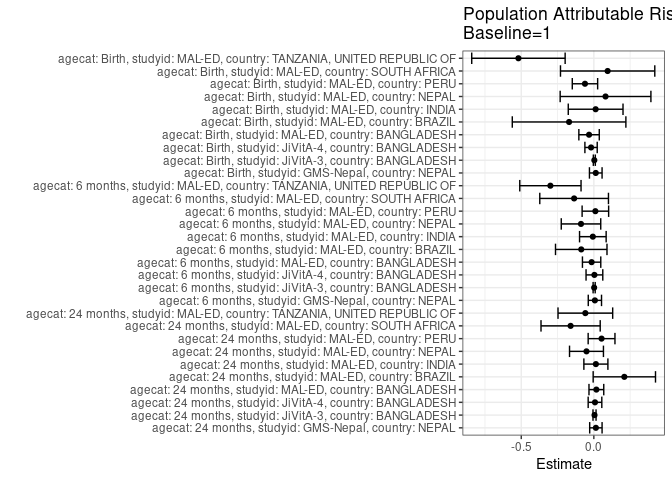 Population Attributable Ris
Baseline=1
agecat: Birth, studyid: MAL-ED, country: TANZANIA, UNITED REPUBLIC OF
agecat: Birth, studyid: MAL-ED, country: SOUTH AFRICA
agecat: Birth, studyid: MAL-ED, country: PERU
agecat: Birth, studyid: MAL-ED, country: NEPAL
agecat: Birth, studyid: MAL-ED, country: INDIA
agecat: Birth, studyid: MAL-ED, country: BRAZIL
agecat: Birth, studyid: MAL-ED, country: BANGLADESH
agecat: Birth, studyid: JiVitA-4, country: BANGLADESH
agecat: Birth, studyid: JiVitA-3, country: BANGLADESH
agecat: Birth, studyid: GMS-Nepal, country: NEPAL
agecat: 6 months, studyid: MAL-ED, country: TANZANIA, UNITED REPUBLIC OF
agecat: 6 months, studyid: MAL-ED, country: SOUTH AFRICA
agecat: 6 months, studyid: MAL-ED, country: PERU
agecat: 6 months, studyid: MAL-ED, country: NEPAL
agecat: 6 months, studyid: MAL-ED, country: INDIA
agecat: 6 months, studyid: MAL-ED, country: BRAZIL
agecat: 6 months, studyid: MAL-ED, country: BANGLADESH
agecat: 6 months, studyid: JiVitA-4, country: BANGLADESH
agecat: 6 months, studyid: JiVitA-3, country: BANGLADESH
agecat: 6 months, studyid: GMS-Nepal, country: NEPAL
agecat: 24 months, studyid: MAL-ED, country: TANZANIA, UNITED REPUBLIC OF
agecat: 24 months, studyid: MAL-ED, country: SOUTH AFRICA
agecat: 24 months, studyid: MAL-ED, country: PERU
agecat: 24 months, studyid: MAL-ED, country: NEPAL
agecat: 24 months, studyid: MAL-ED, country: INDIA
agecat: 24 months, studyid: MAL-ED, country: BRAZIL
agecat: 24 months, studyid: MAL-ED, country: BANGLADESH
agecat: 24 months, studyid: JiVitA-4, country: BANGLADESH
agecat: 24 months, studyid: JiVitA-3, country: BANGLADESH
agecat: 24 months, studyid: GMS-Nepal, country: NEPAL
-0.5 0.0
Estimate